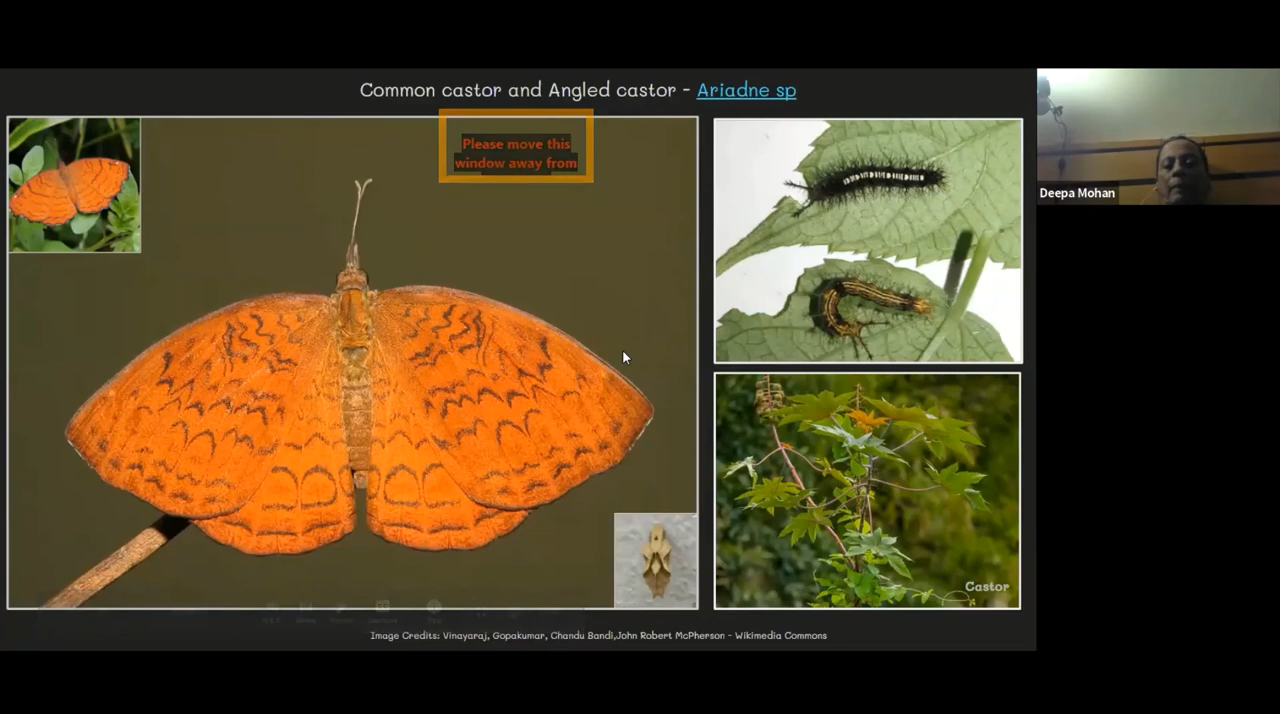 Common castor and Angled castor - Ariadne sp
Please move this
window away from
Deepa Mohan
Castor
Image Credits: Vinayaraj, Gopakumar, Chandu Bandi,John Robert McPherson - Wikimedia Commons